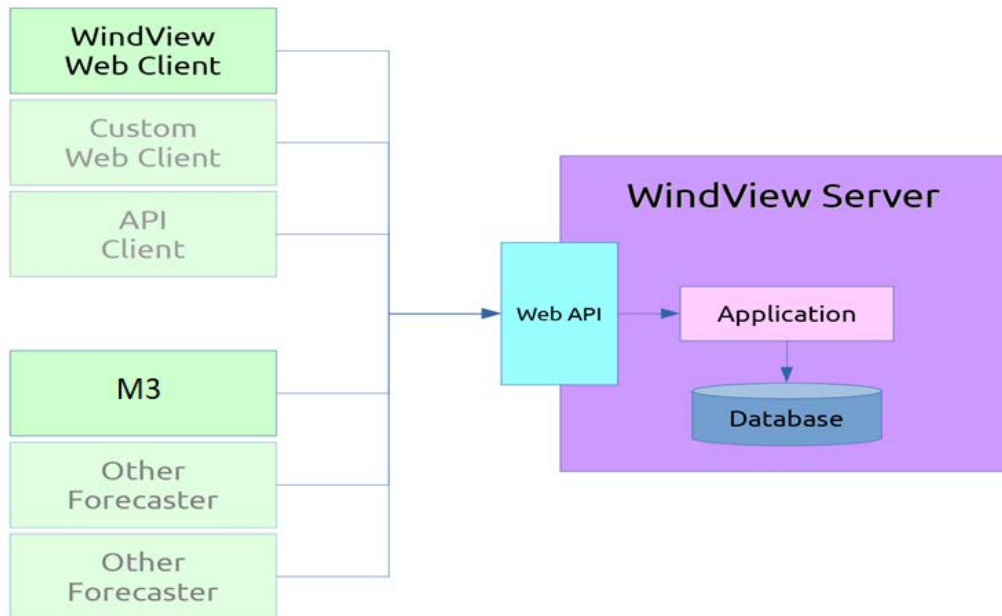 WindView
Web Client
Custom
Web Client
API
Client
M3
Other
Forecaster
Other
Forecaster
Web API
WindView Server
Application
Database